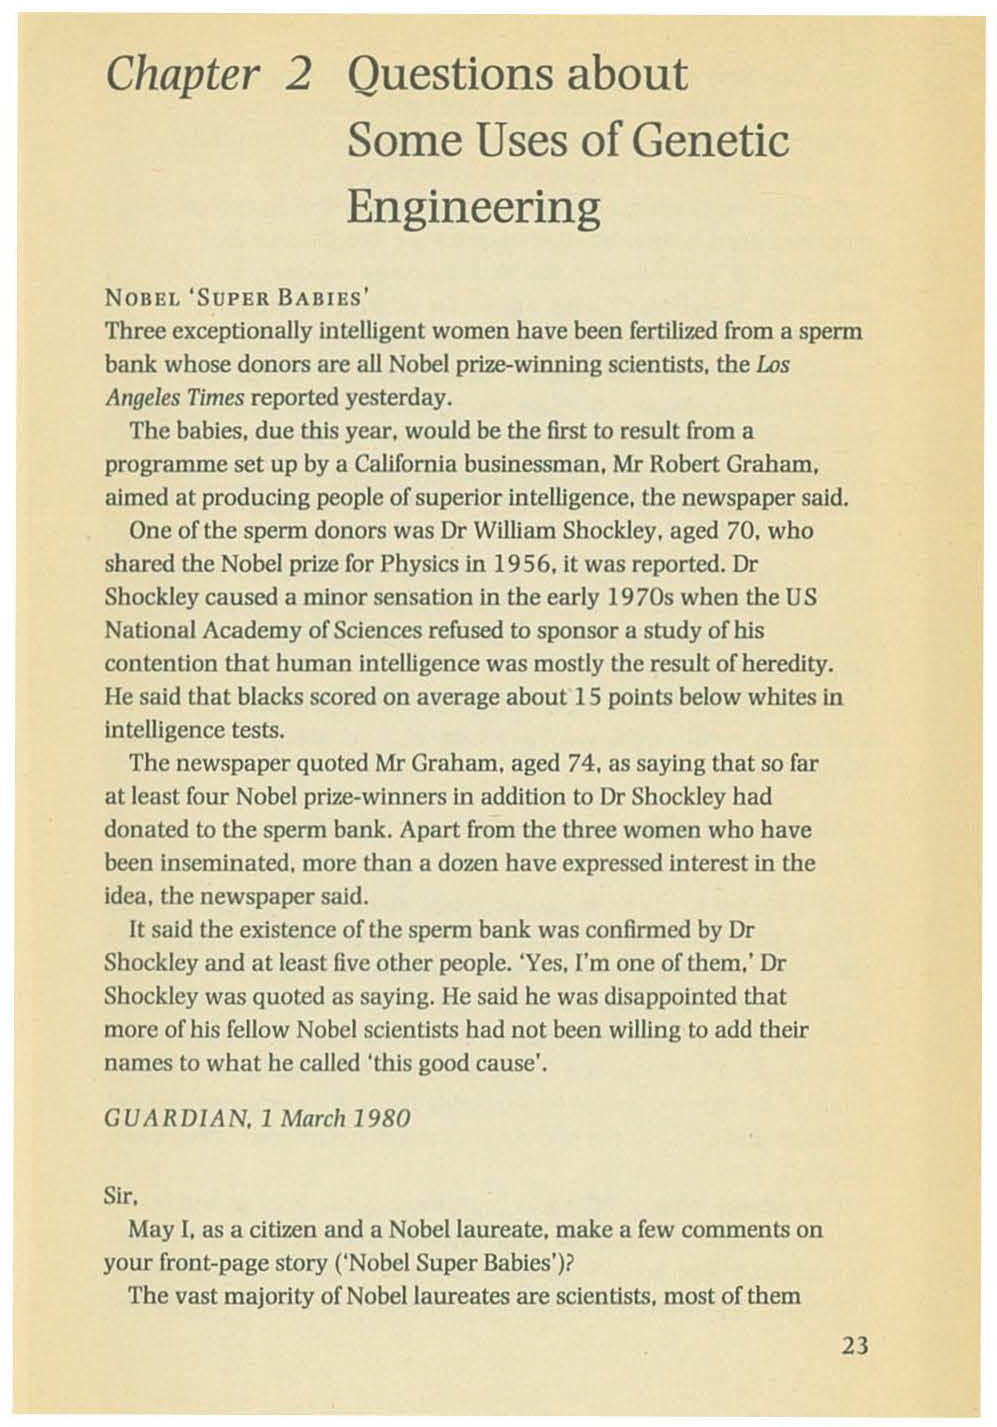 Chapter 2 Questions about
Some Uses of Genetic
Engineering
NOBEL ‘SUPER BABIES’
Three exceptionally intelligent women have been fertilized from a sperm
bank whose donors are all Nobel prize-winning scientists, the Los
Angeles Times reported yesterday.
The babies, due this year, would be the first to result from a
programme set up by a California businessman, Mr Robert Graham,
aimed at producing people of superior intelligence, the newspaper said.
One of the sperm donors was Dr William Shockley, aged 70, who
shared the Nobel prize for Physics in 1956, it was reported. Dr
Shockley caused a minor sensation in the early 1970s when the US
National Academy of Sciences refused to sponsor a study of his
contention that human intelligence was mostly the result of heredity.
He said that blacks scored on average about 15 points below whites in
intelligence tests.
The newspaper quoted Mr Graham, aged 74, as saying that so far
at least four Nobel prize-winners in addition to Dr Shockley had
donated to the sperm bank. Apart from the three women who have
been inseminated, more than a dozen have expressed interest in the
idea, the newspaper said.
It said the existence of the sperm bank was confirmed by Dr
Shockley and at least five other people. ‘Yes, I'm one of them,’ Dr
Shockley was quoted as saying. He said he was disappointed that
more of his fellow Nobel scientists had not been willing to add their
names to what he called ‘this good cause’.
GUARDIAN, 1 March 1980
Sir,
May I, as a citizen and a Nobel laureate, make a few comments on
your front-page story (‘Nobel Super Babies’)?
The vast majority of Nobel laureates are scientists, most of them
23